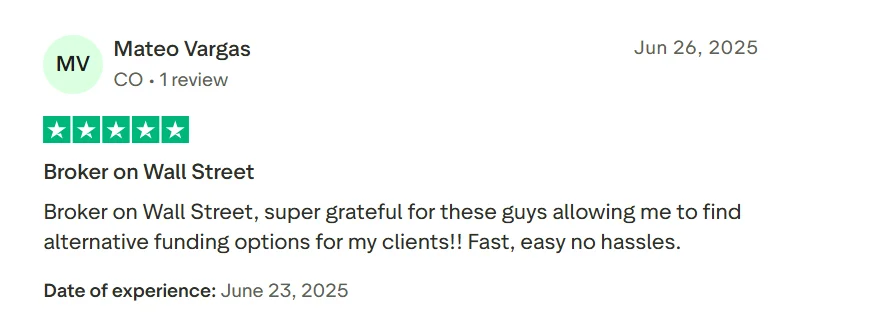 MV
Mateo Vargas
Jun 26, 2025
CO • 1 review
Broker on Wall Street
Broker on Wall Street, super grateful for these guys allowing me to find
alternative funding options for my clients!! Fast, easy no hassles.
Date of experience: June 23, 2025